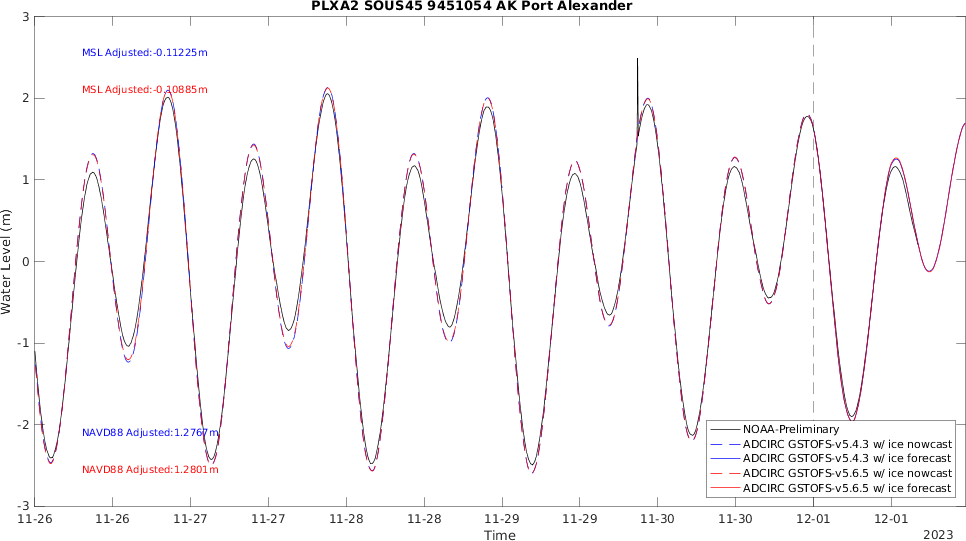 PLXA2 SOUS45 9451054 AK Port Alexander
3
MSL Adjusted:-0.11225m
MSL Adjusted:-0.10885m
2
1
0
-1
-2
-3
Water Level (m)
NAVD88 Adjusted:1.2767m
NAVD88 Adjusted:1.2801m
NOAA-Preliminary
ADCIRC GSTOFS-v5.4.3 w/ ice nowcast
ADCIRC GSTOFS-v5.4.3 w/ ice forecast
ADCIRC GSTOFS-v5.6.5 w/ ice nowcast
ADCIRC GSTOFS-v5.6.5 w/ ice forecast
11-26 11-26 11-27 11-27 11-28 11-28 11-29 11-29 11-30 11-30 12-01 12-01
Time
2023